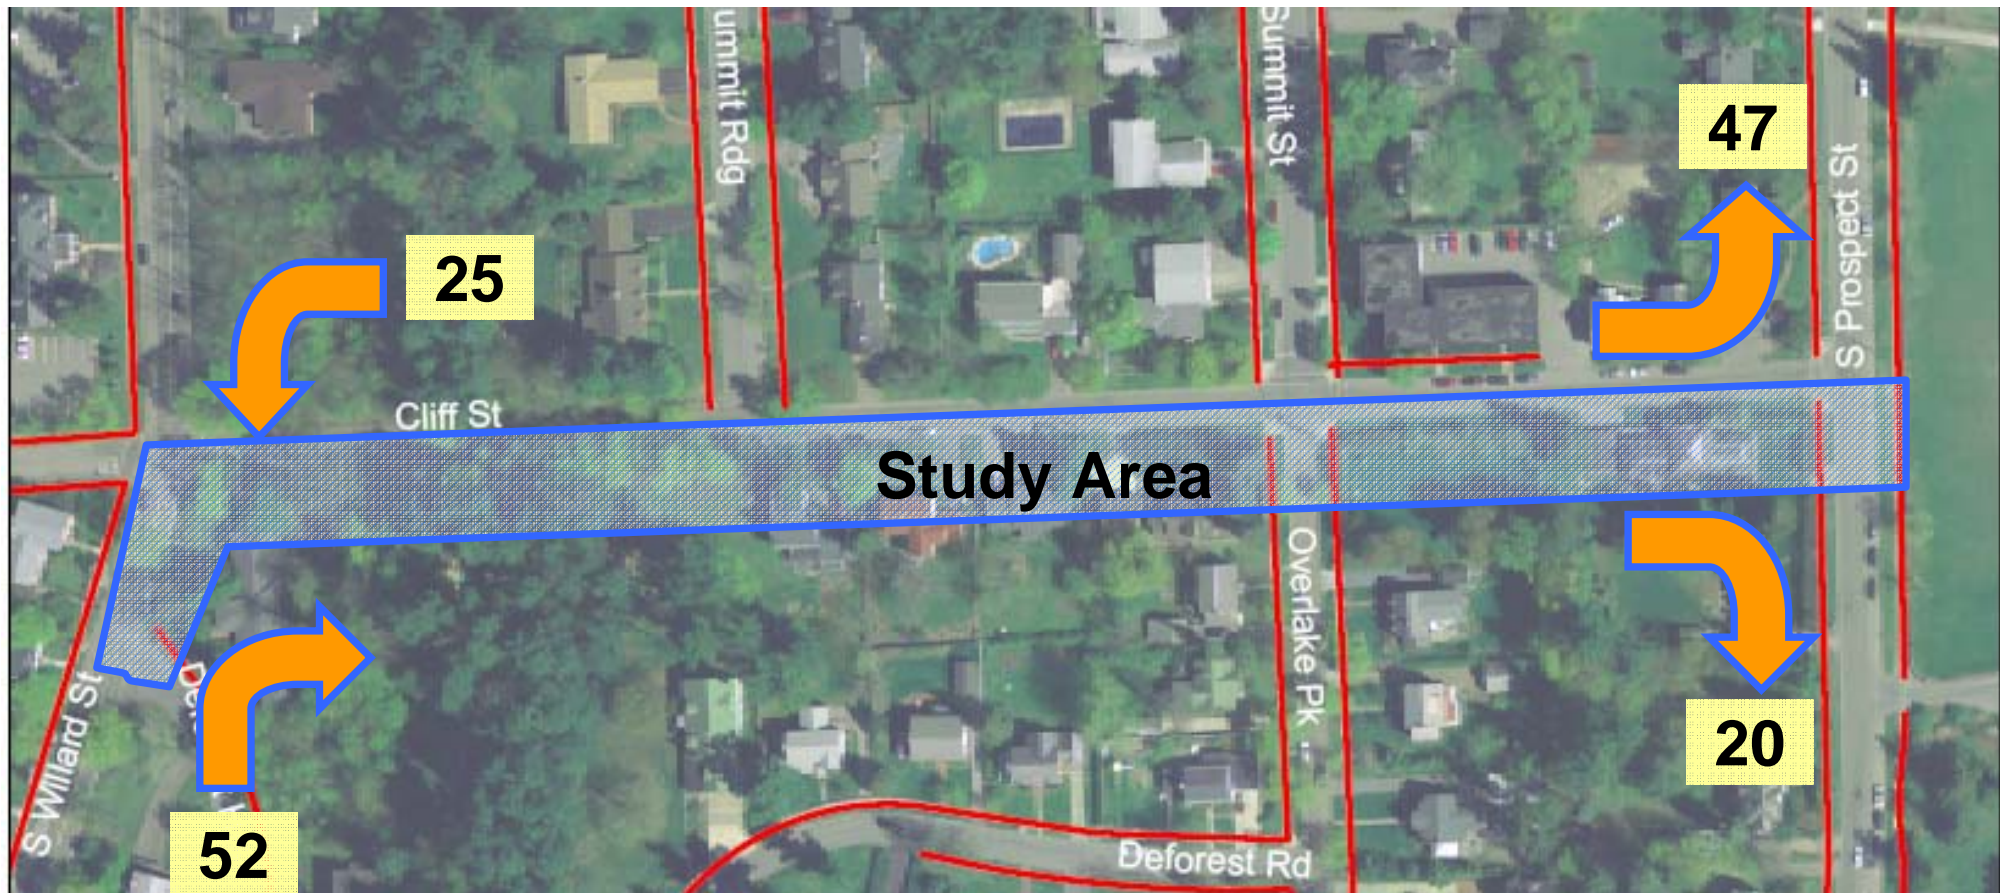 ummit Rdg
Summit St
47
S Prospect St
25
Cliff St
Study Area
Overlake Pk
S Willard St
20
52
Deforest Rd